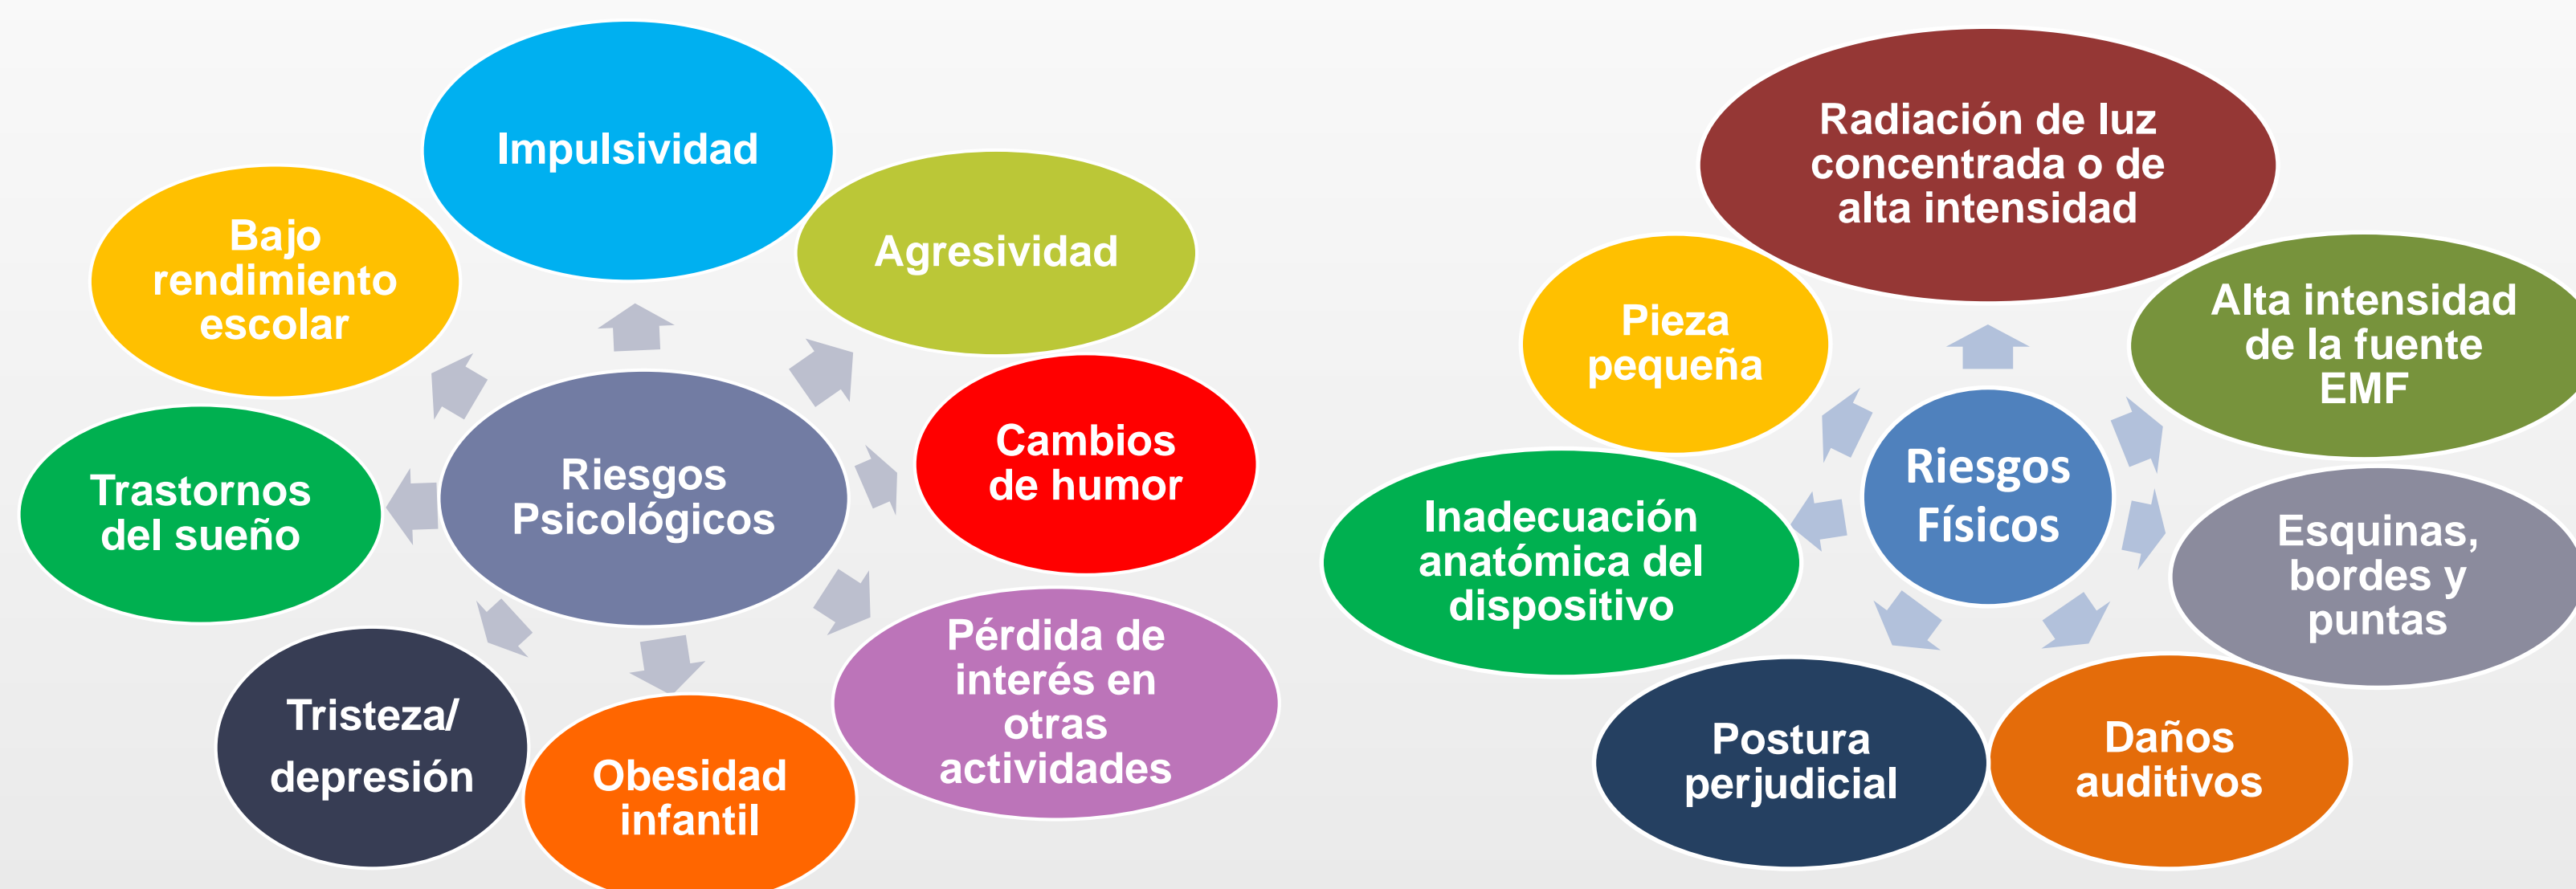 Impulsividad
Agresividad
Cambios
de humor
Pérdida de
interés en
otras
actividades
Obesidad
infantil
Tristeza/
depresión
Trastornos
del sueño
Bajo
rendimiento
escolar
Riesgos
Psicológicos
Radiación de luz
concentrada o de
alta intensidad
Alta intensidad
de la fuente
EMF
Esquinas,
bordes y
puntas
Daños
auditivos
Postura
perjudicial
Inadecuación
anatómica del
dispositivo
Pieza
pequeña
Riesgos
Físicos